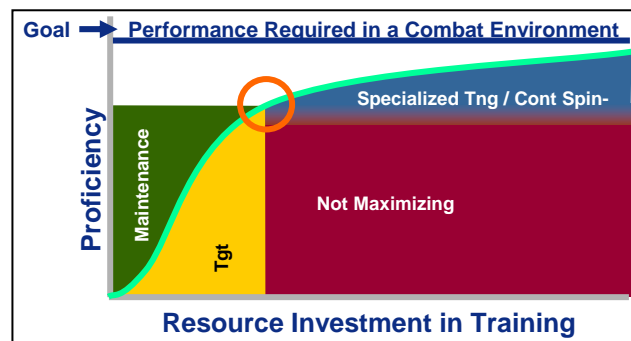 Goal
Performance Required in a Combat Environment
Specialized Tng / Cont Spin-
Maintenance
Not Maximizing
Tgt
Proficiency
Resource Investment in Training